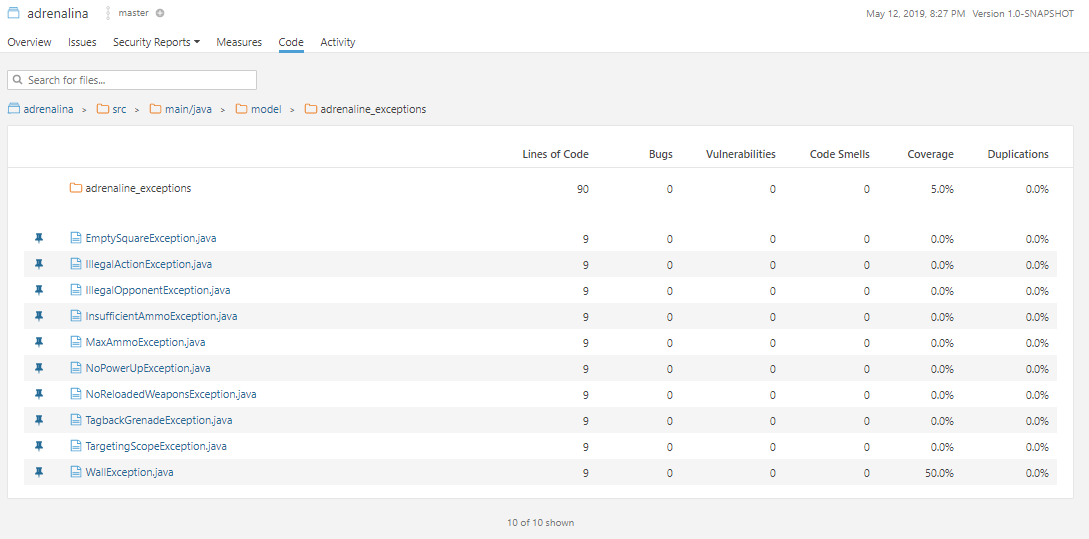 adrenalina master May 12, 2019, 8:27 PM Version 1.0-SNAPSHOT
Overview Issues Security Reports Measures Code Activity
Search for files...
adrenalina > src > main/java > model > adrenaline_exceptions
Lines of Code Bugs Vulnerabilities Code Smells Coverage Duplications
adrenaline_exceptions 90 0 0 0 5.0% 0.0%
EmptySquareException.java 9 0 0 0 0.0% 0.0%
IllegalActionException.java 9 0 0 0 0.0% 0.0%
IllegalOpponentException.java 9 0 0 0 0.0% 0.0%
InsufficientAmmoException.java 9 0 0 0 0.0% 0.0%
MaxAmmoException.java 9 0 0 0 0.0% 0.0%
NoPowerUpException.java 9 0 0 0 0.0% 0.0%
NoReloadedWeaponsException.java 9 0 0 0 0.0% 0.0%
TagbackGrenadeException.java 9 0 0 0 0.0% 0.0%
TargetingScopeException.java 9 0 0 0 0.0% 0.0%
WallException.java 9 0 0 0 50.0% 0.0%
10 of 10 shown